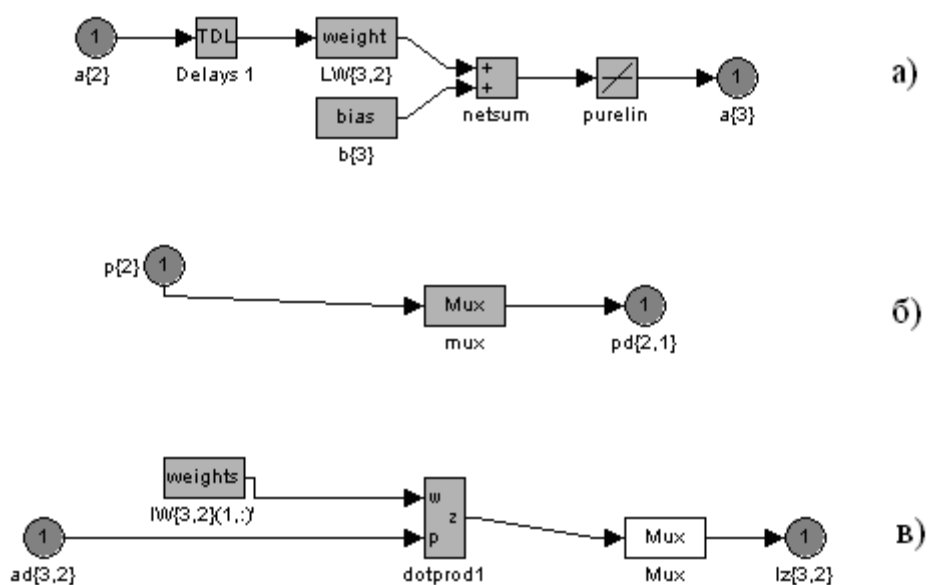 1 TDL weight + + 1 а)
a{2} Delays 1 LW{3,2} netsum purelin a{3}
bias
b{3}
p{2} 1 Mux 1 б)
mux pd{2,1}
weights
IW{3,2}(1,:)' w z p
1 Mux 1 в)
ad{3,2} dotprod1 Mux lz{3,2}